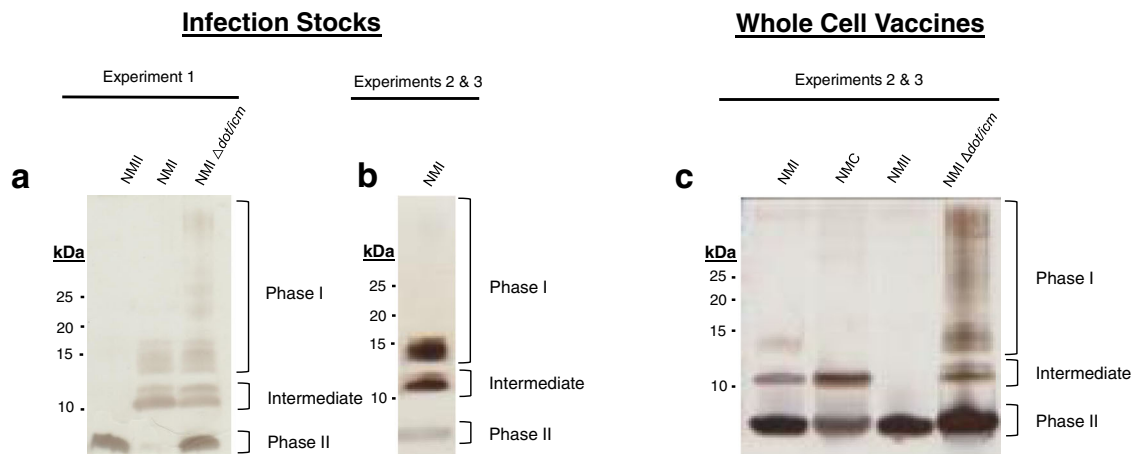 Infection Stocks
Whole Cell Vaccines
Experiment 1
Experiments 2 & 3
Experiments 2 & 3
a
NMII
NMI
NMI Δdot/icm
kDa
25
20
15
10
Phase I
Intermediate
Phase II
b
NMI
kDa
25
20
15
10
Phase I
Intermediate
Phase II
c
NMI
NMC
NMII
NMI Δdot/icm
kDa
25
20
15
10
Phase I
Intermediate
Phase II